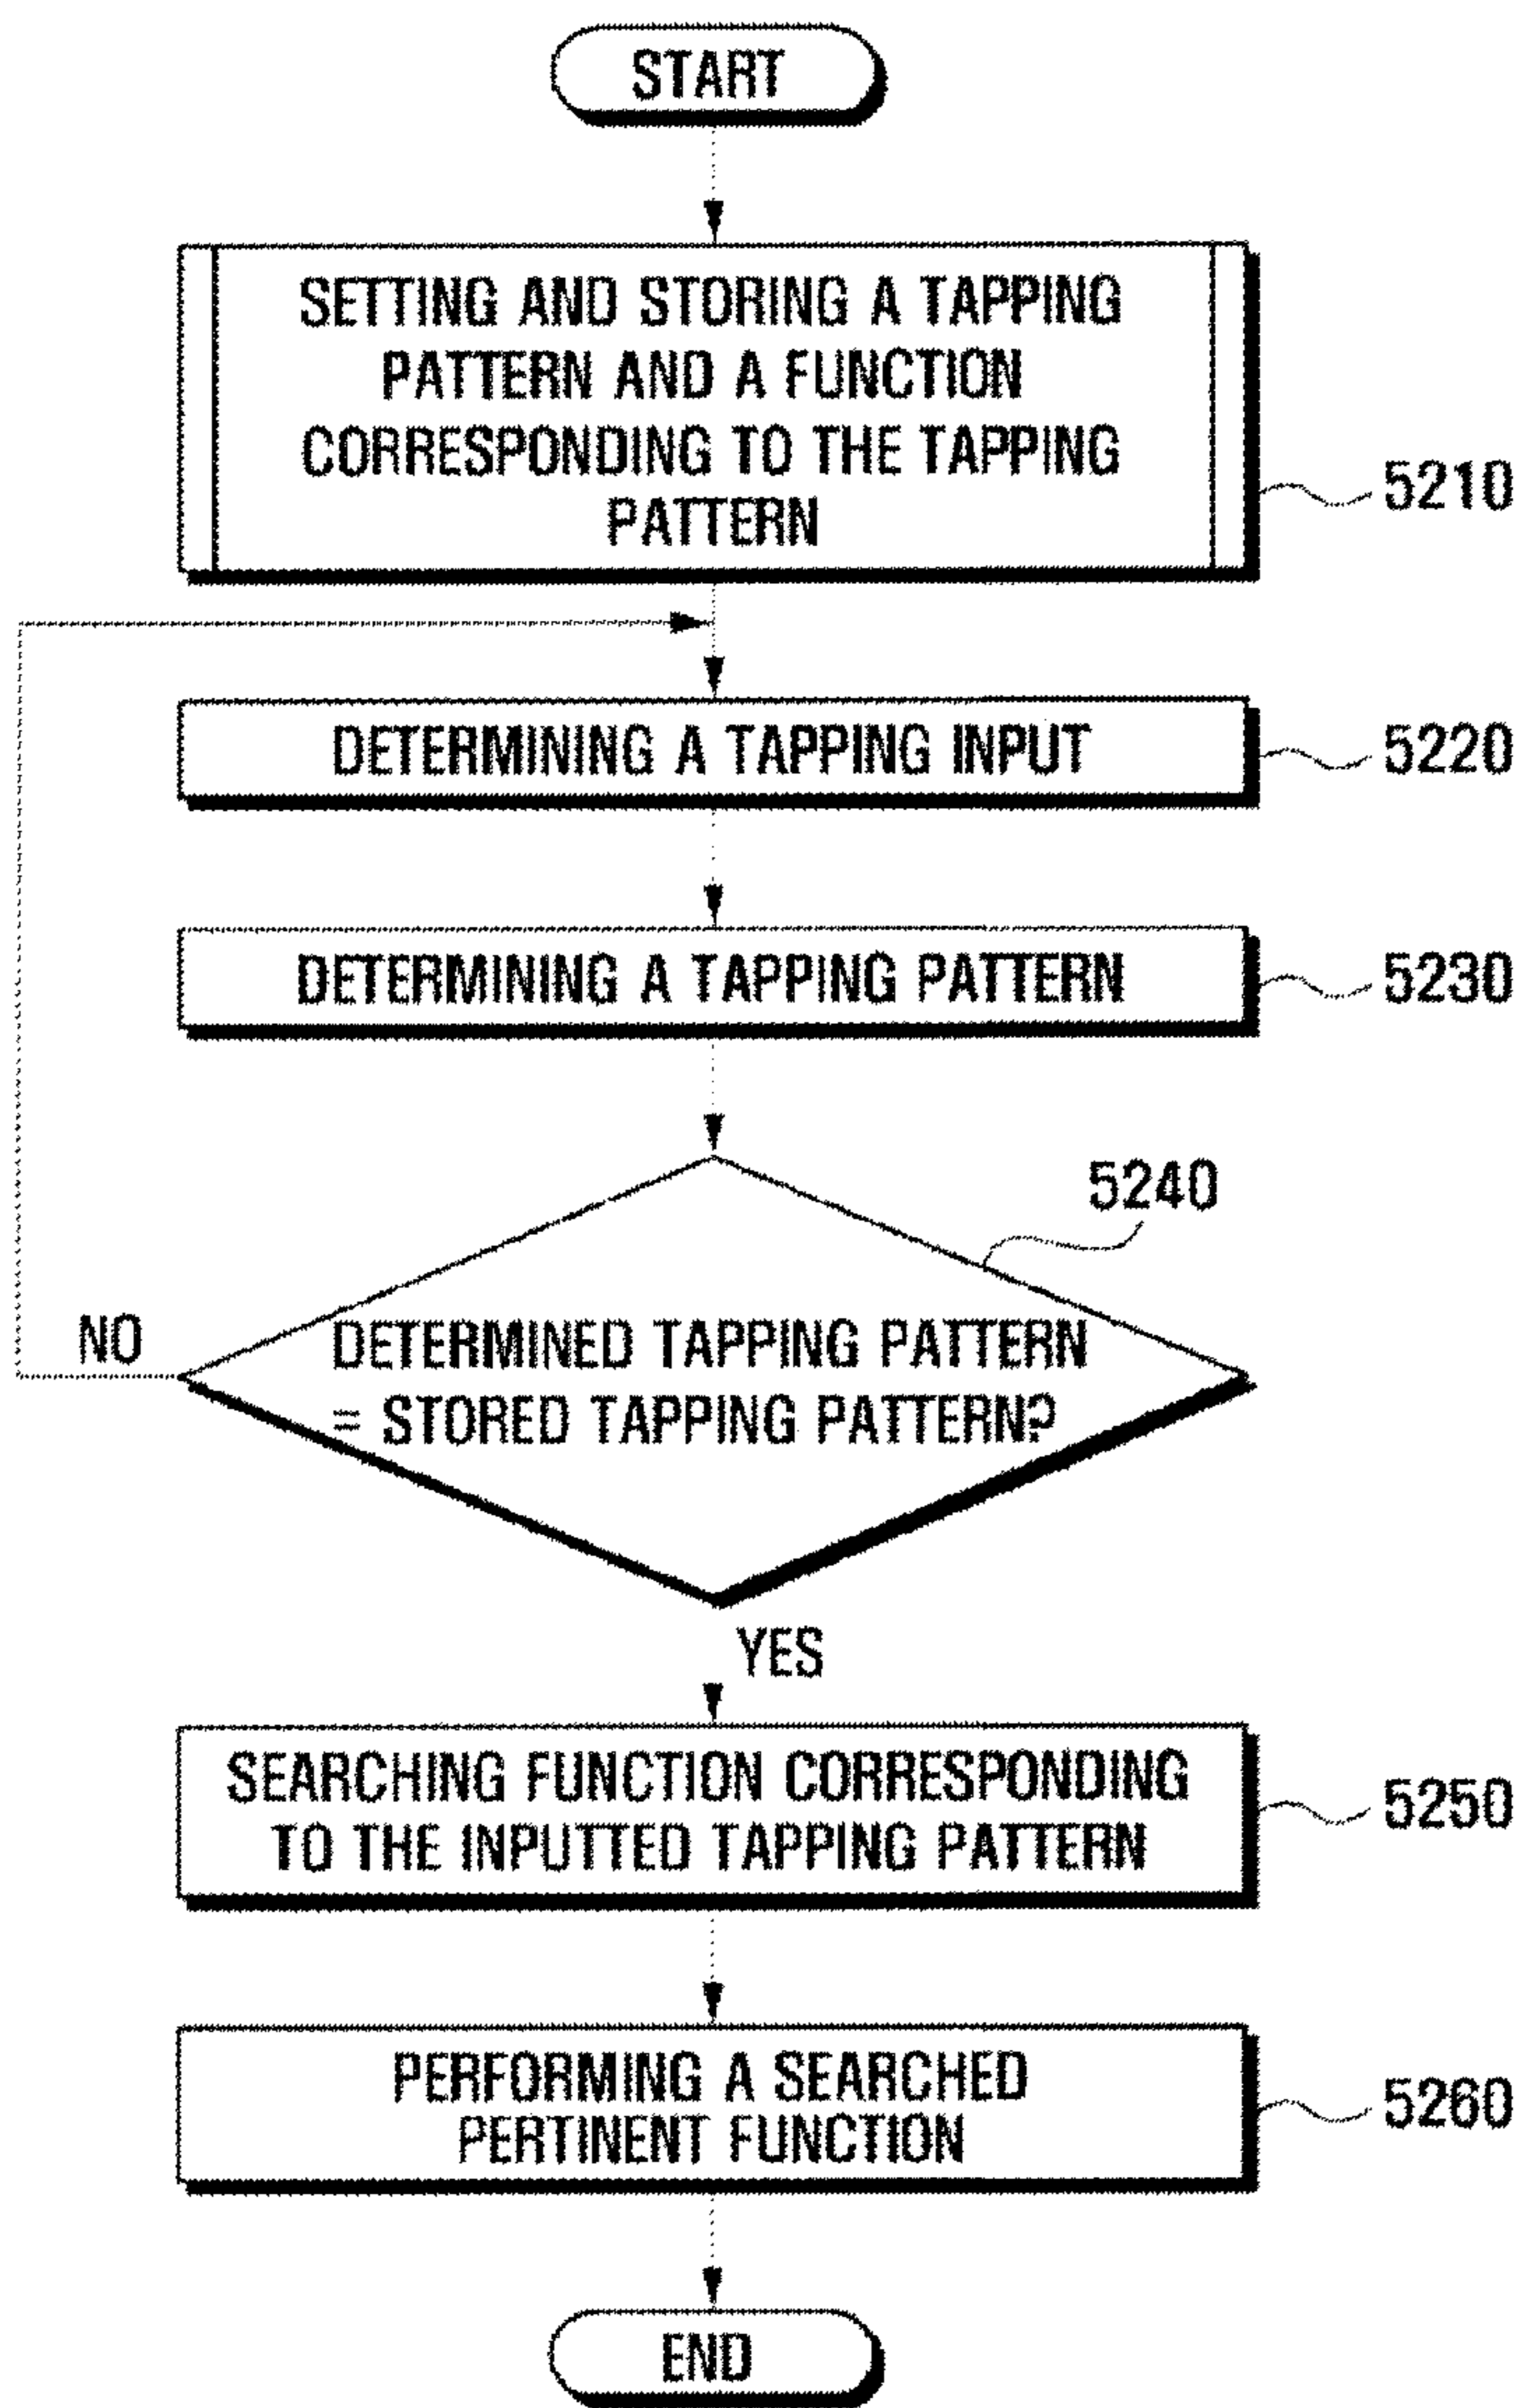 START
SETTING AND STORING A TAPPING
PATTERN AND A FUNCTION
CORRESPONDING TO THE TAPPING
PATTERN
5210
DETERMINING A TAPPING INPUT
5220
DETERMINING A TAPPING PATTERN
5230
5240
NO
DETERMINED TAPPING PATTERN
= STORED TAPPING PATTERN?
YES
SEARCHING FUNCTION CORRESPONDING
TO THE INPUTTED TAPPING PATTERN
5250
PERFORMING A SEARCHED
PERTINENT FUNCTION
5260
END